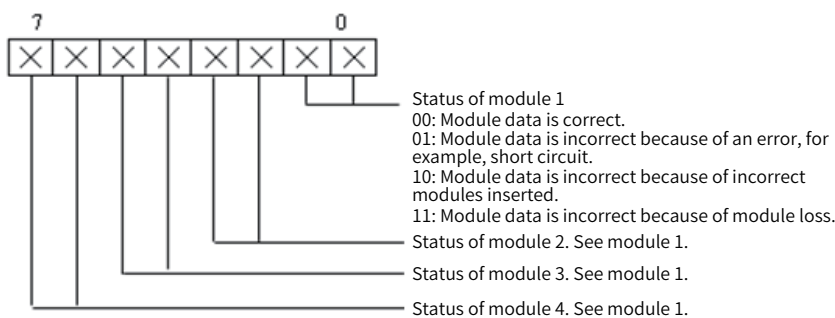 7 0
Status of module 1
00: Module data is correct.
01: Module data is incorrect because of an error, for
example, short circuit.
10: Module data is incorrect because of incorrect
modules inserted.
11: Module data is incorrect because of module loss.
Status of module 2. See module 1.
Status of module 3. See module 1.
Status of module 4. See module 1.